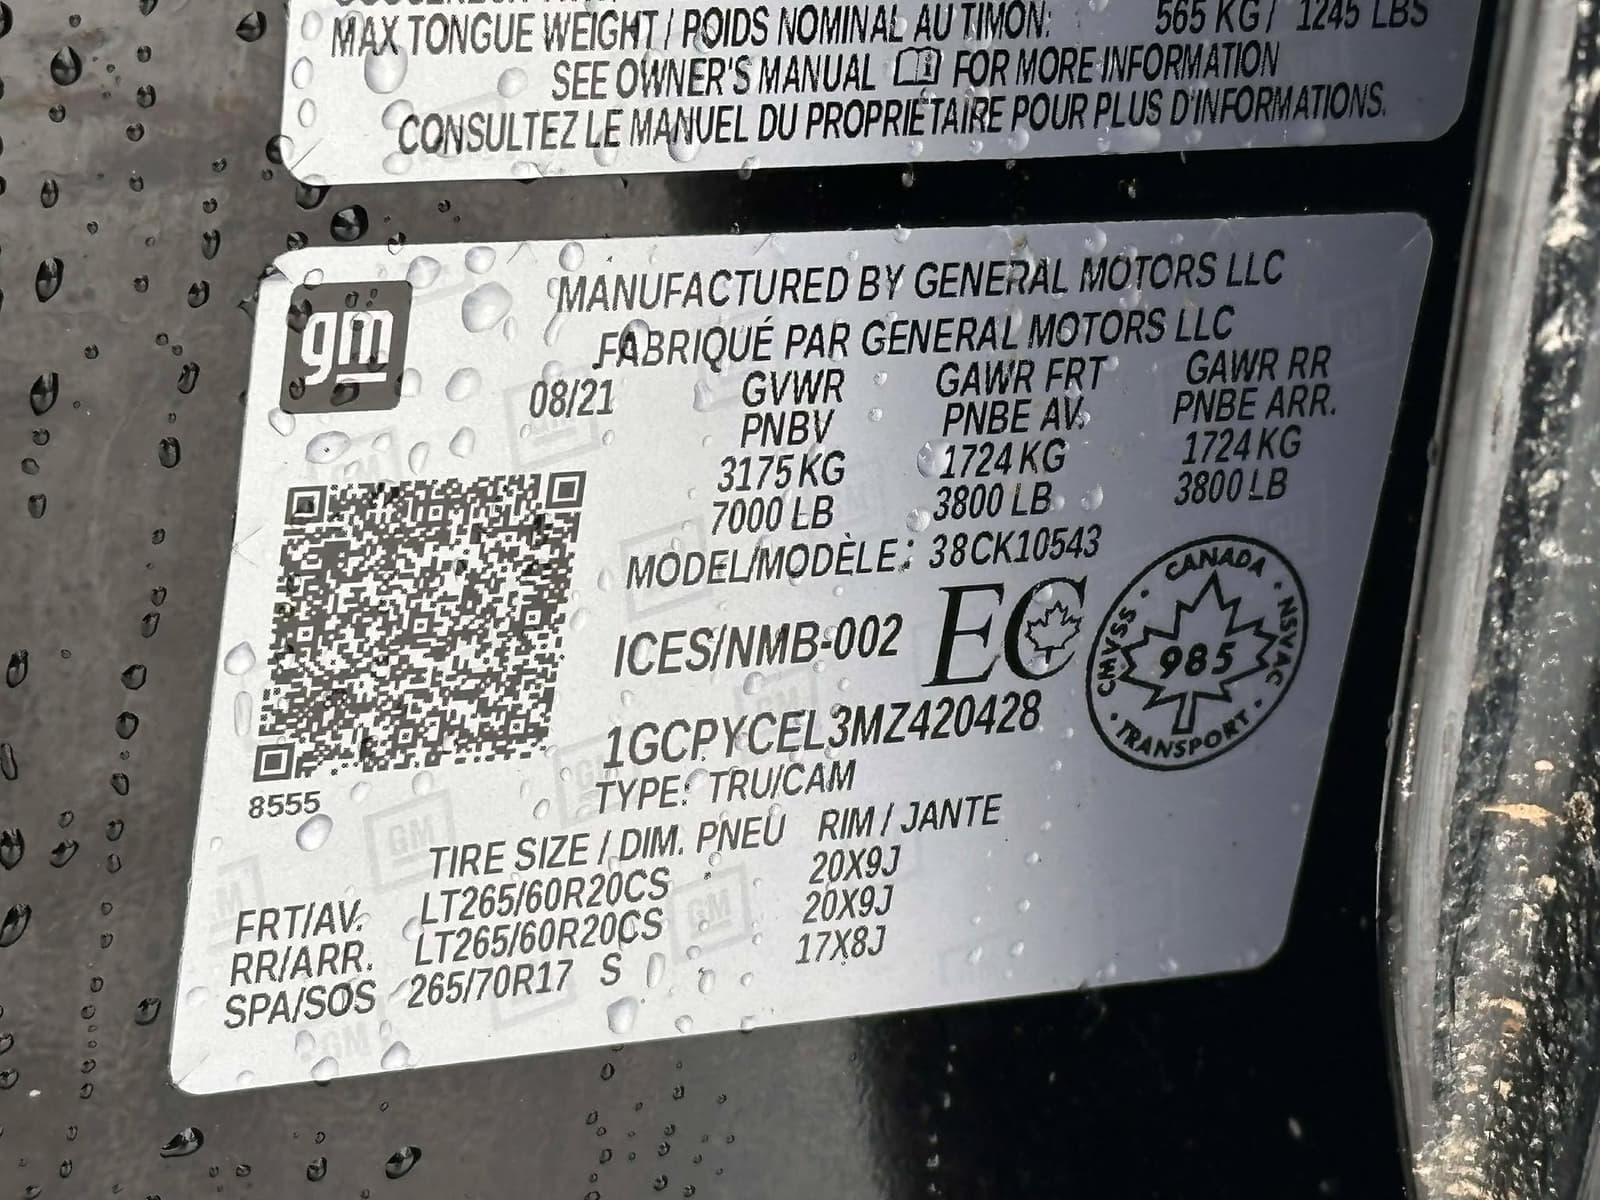 MAX TONGUE WEIGHT / POIDS NOMINAL AU TIMON: 565 KG / 1245 LBS
SEE OWNER'S MANUAL FOR MORE INFORMATION
CONSULTEZ LE MANUEL DU PROPRIÉTAIRE POUR PLUS D'INFORMATIONS.
gm
MANUFACTURED BY GENERAL MOTORS LLC
FABRIQUÉ PAR GENERAL MOTORS LLC
08/21 GVWR GAWR FRT GAWR RR
PNBV PNBE AV. PNBE ARR.
3175 KG 1724 KG 1724 KG
7000 LB 3800 LB 3800 LB
MODEL/MODÈLE: 38CK10543
ICES/NMB-002 EC
CANADA · NSVAC · TRANSPORT · CMVSS ·
985
1GCPYCEL3MZ420428
TYPE: TRU/CAM
8555
TIRE SIZE / DIM. PNEU RIM / JANTE
FRT/AV. LT265/60R20CS 20X9J
RR/ARR. LT265/60R20CS 20X9J
SPA/SOS 265/70R17 S 17X8J